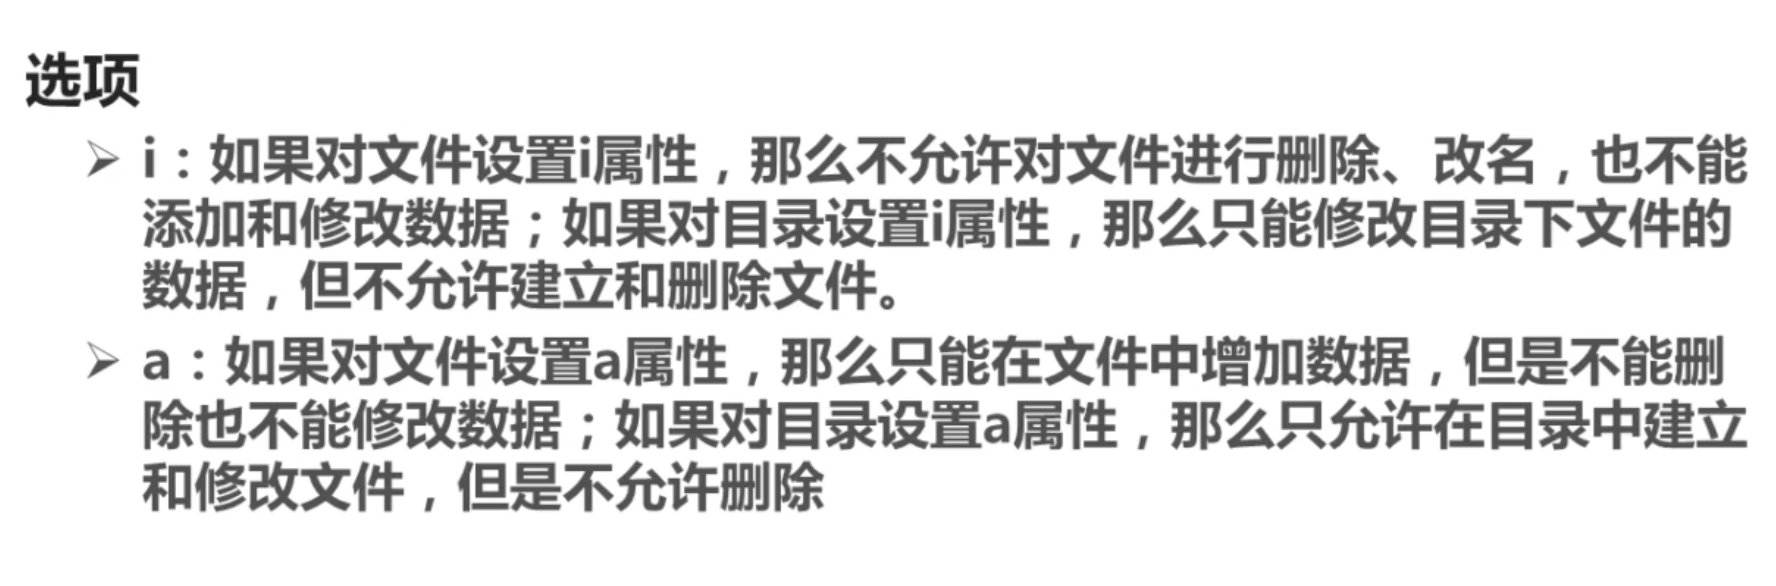 选项
➢ i：如果对文件设置i属性，那么不允许对文件进行删除、改名，也不能
添加和修改数据；如果对目录设置i属性，那么只能修改目录下文件的
数据，但不允许建立和删除文件。
➢ a：如果对文件设置a属性，那么只能在文件中增加数据，但是不能删
除也不能修改数据；如果对目录设置a属性，那么只允许在目录中建立
和修改文件，但是不允许删除